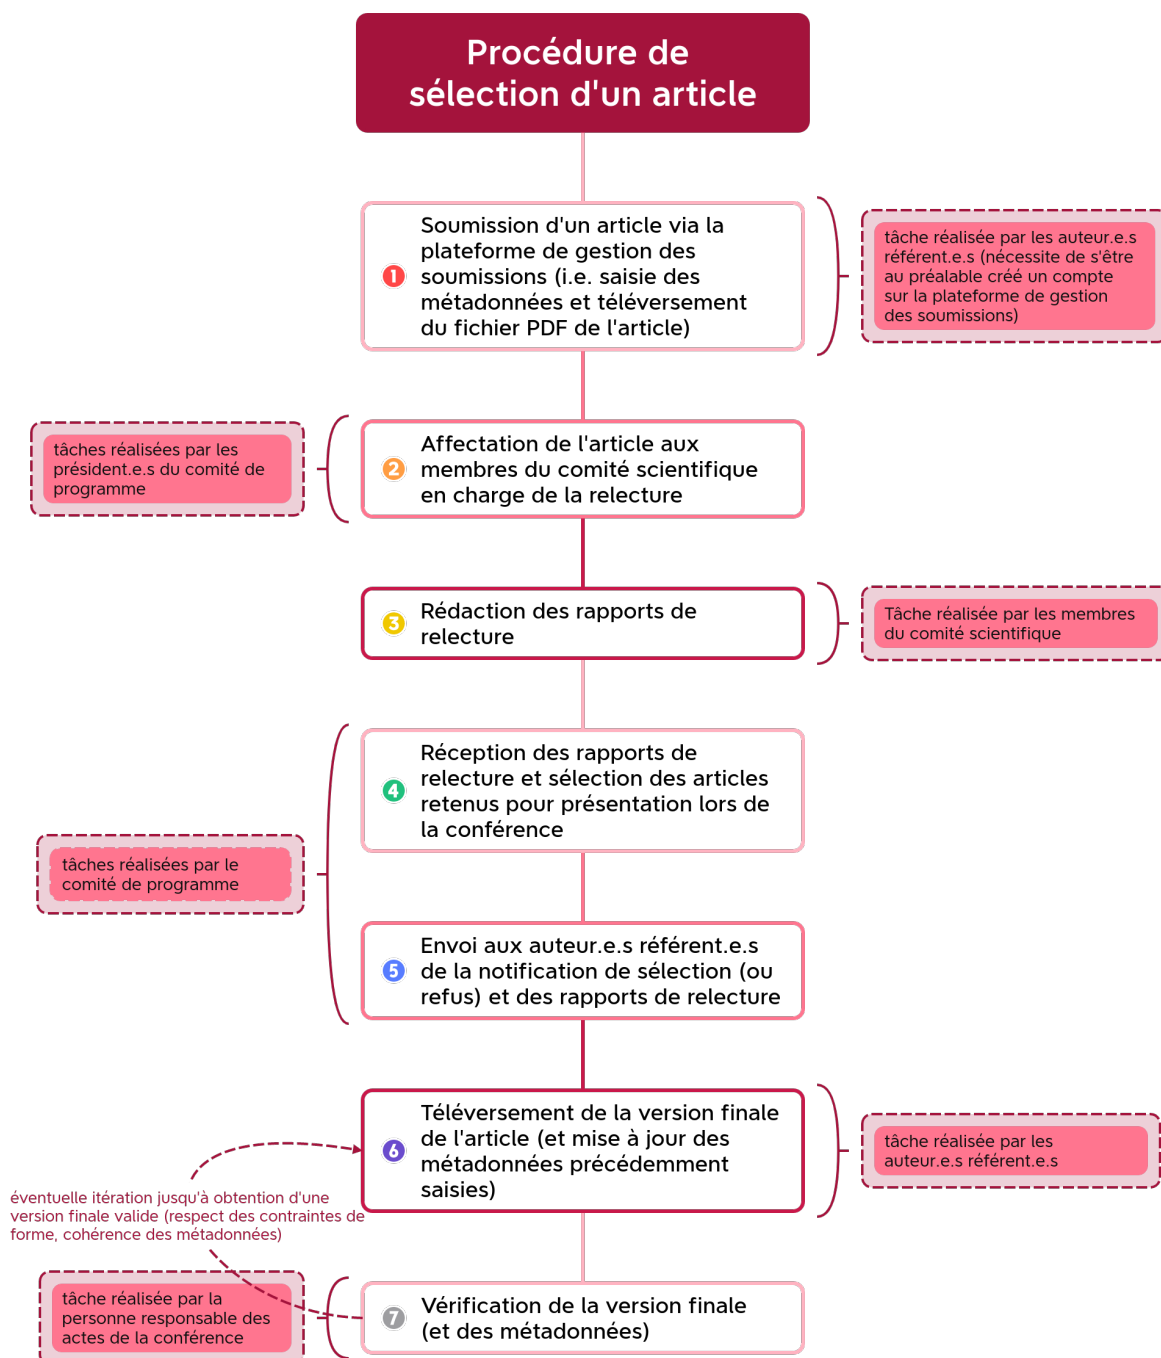 Procédure de
sélection d'un article
1
Soumission d'un article via la
plateforme de gestion des
soumissions (i.e. saisie des
métadonnées et téléversement
du fichier PDF de l'article)
tâche réalisée par les auteur.e.s
référent.e.s (nécessite de s'être
au préalable créé un compte
sur la plateforme de gestion
des soumissions)
tâches réalisées par les
président.e.s du comité de
programme
2
Affectation de l'article aux
membres du comité scientifique
en charge de la relecture
3
Rédaction des rapports de
relecture
Tâche réalisée par les membres
du comité scientifique
4
Réception des rapports de
relecture et sélection des articles
retenus pour présentation lors de
la conférence
tâches réalisées par le
comité de programme
5
Envoi aux auteur.e.s référent.e.s
de la notification de sélection (ou
refus) et des rapports de relecture
6
Téléversement de la version finale
de l'article (et mise à jour des
métadonnées précédemment
saisies)
tâche réalisée par les
auteur.e.s référent.e.s
éventuelle itération jusqu'à obtention d'une
version finale valide (respect des contraintes de
forme, cohérence des métadonnées)
tâche réalisée par la
personne responsable des
actes de la conférence
7
Vérification de la version finale
(et des métadonnées)